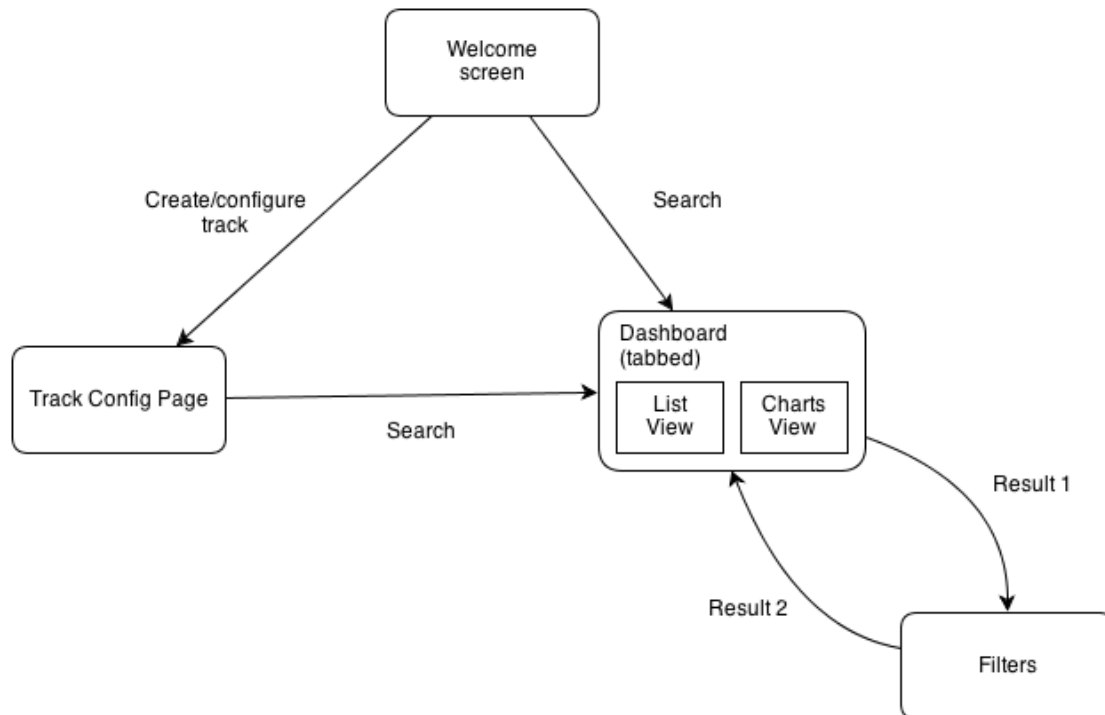 Welcome
screen
Create/configure
track
Search
Dashboard
(tabbed)
Track Config Page
List
View
Charts
View
Search
Result 1
Result 2
Filters